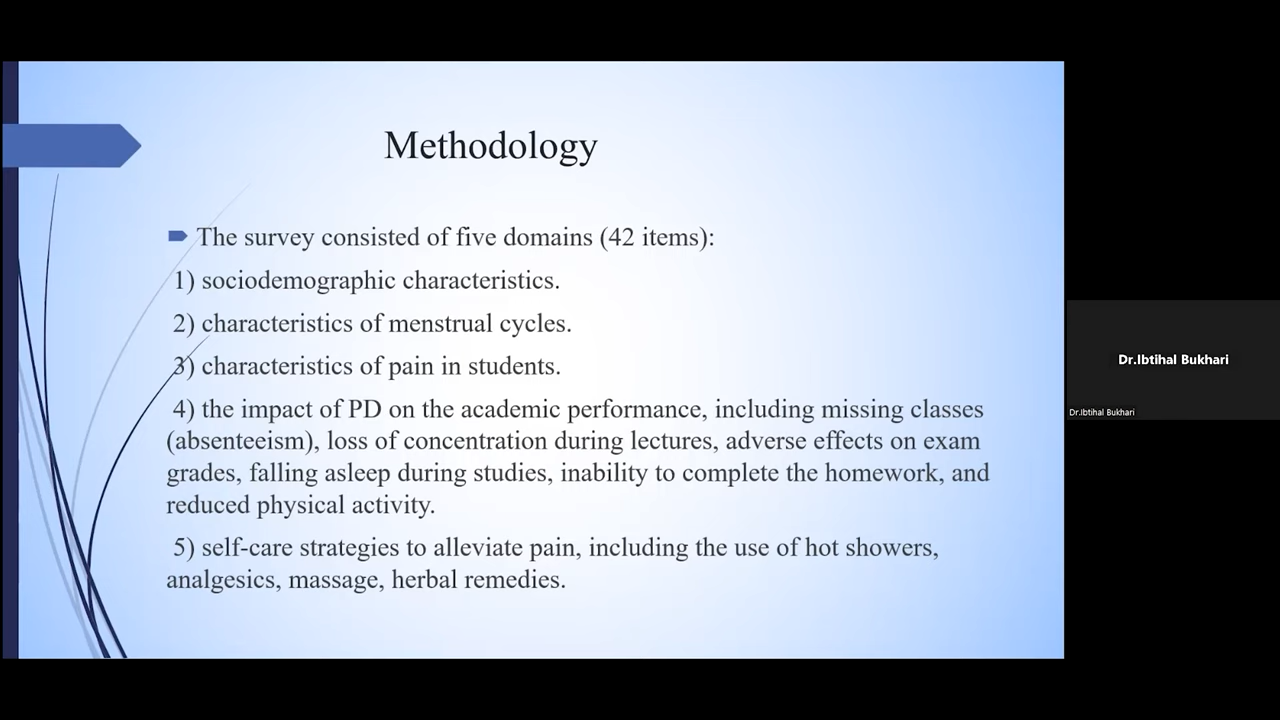 Methodology
The survey consisted of five domains (42 items):
1) sociodemographic characteristics.
2) characteristics of menstrual cycles.
3) characteristics of pain in students.
4) the impact of PD on the academic performance, including missing classes
(absenteeism), loss of concentration during lectures, adverse effects on exam
grades, falling asleep during studies, inability to complete the homework, and
reduced physical activity.
5) self-care strategies to alleviate pain, including the use of hot showers,
analgesics, massage, herbal remedies.
Dr.Ibtihal Bukhari
Dr.Ibtihal Bukhari